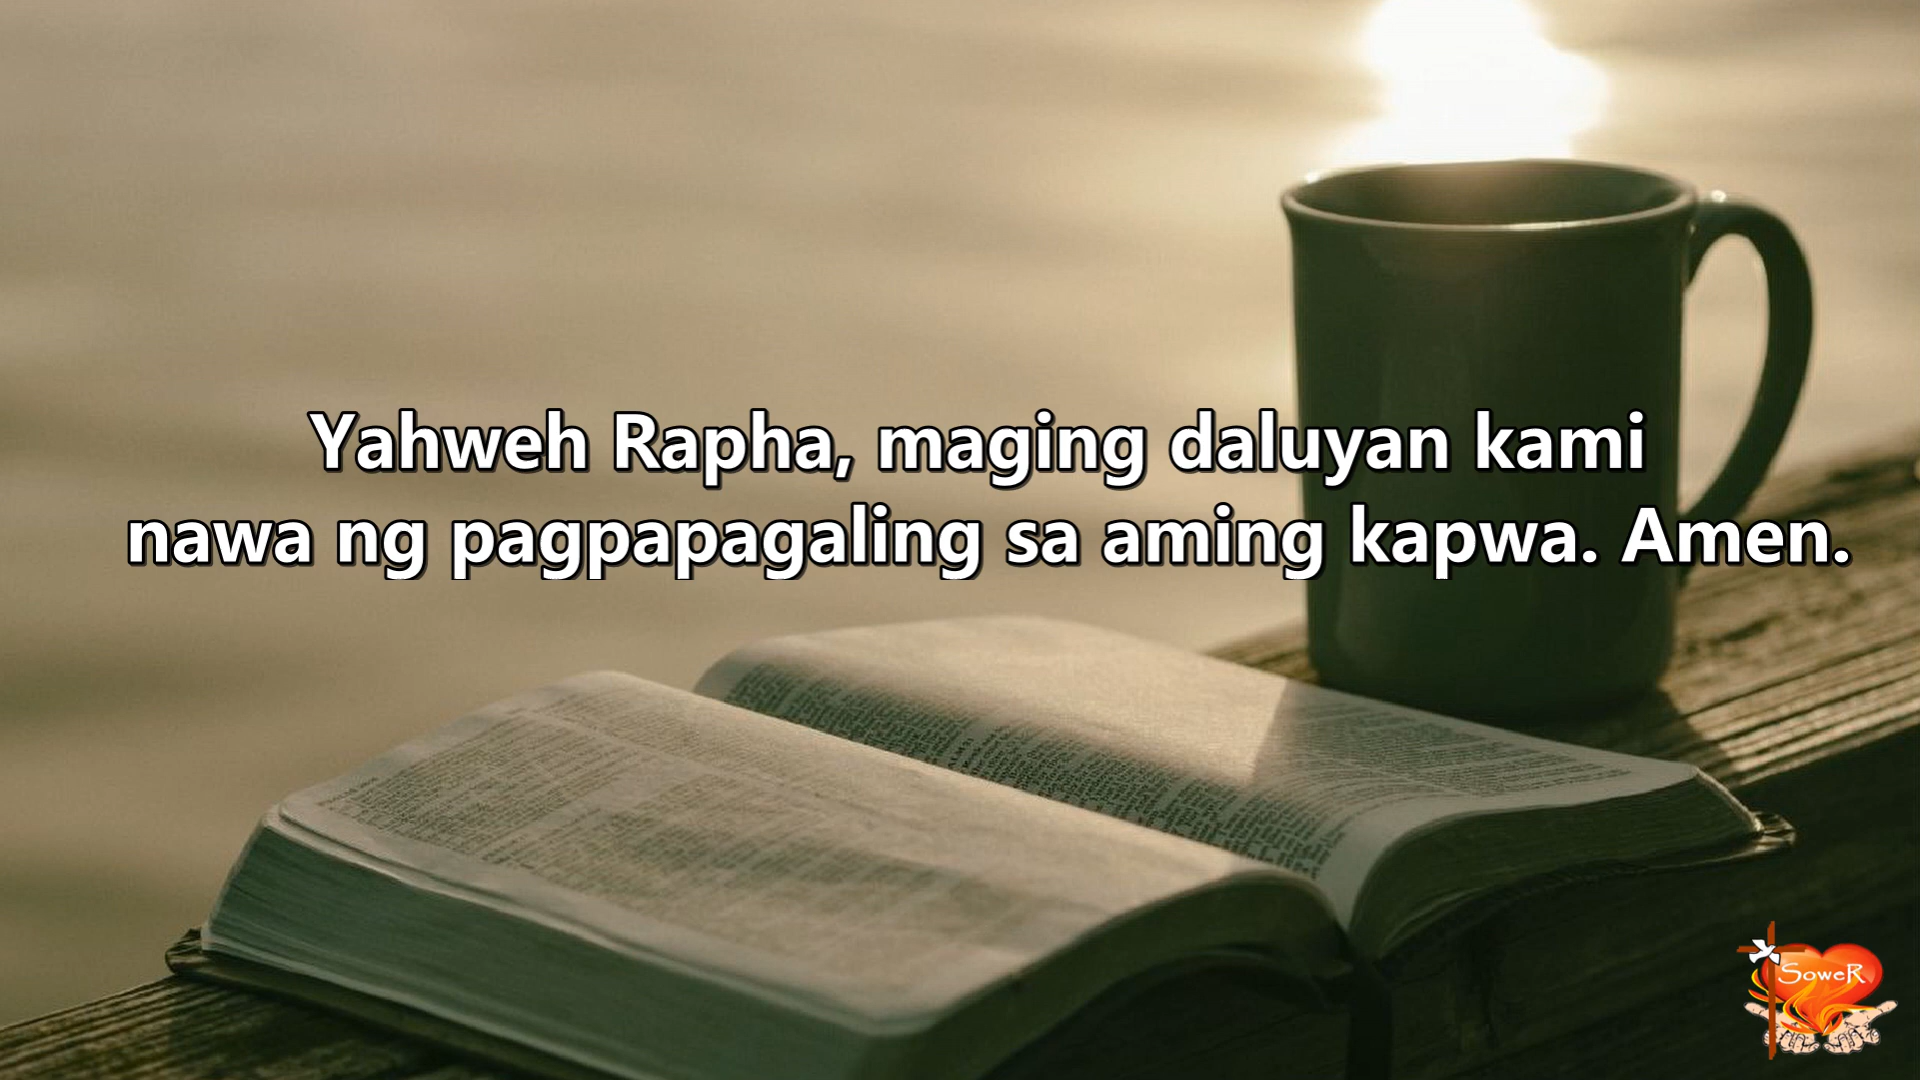 Yahweh Rapha, maging daluyan kami
nawa ng pagpapagaling sa aming kapwa. Amen.
SoweR